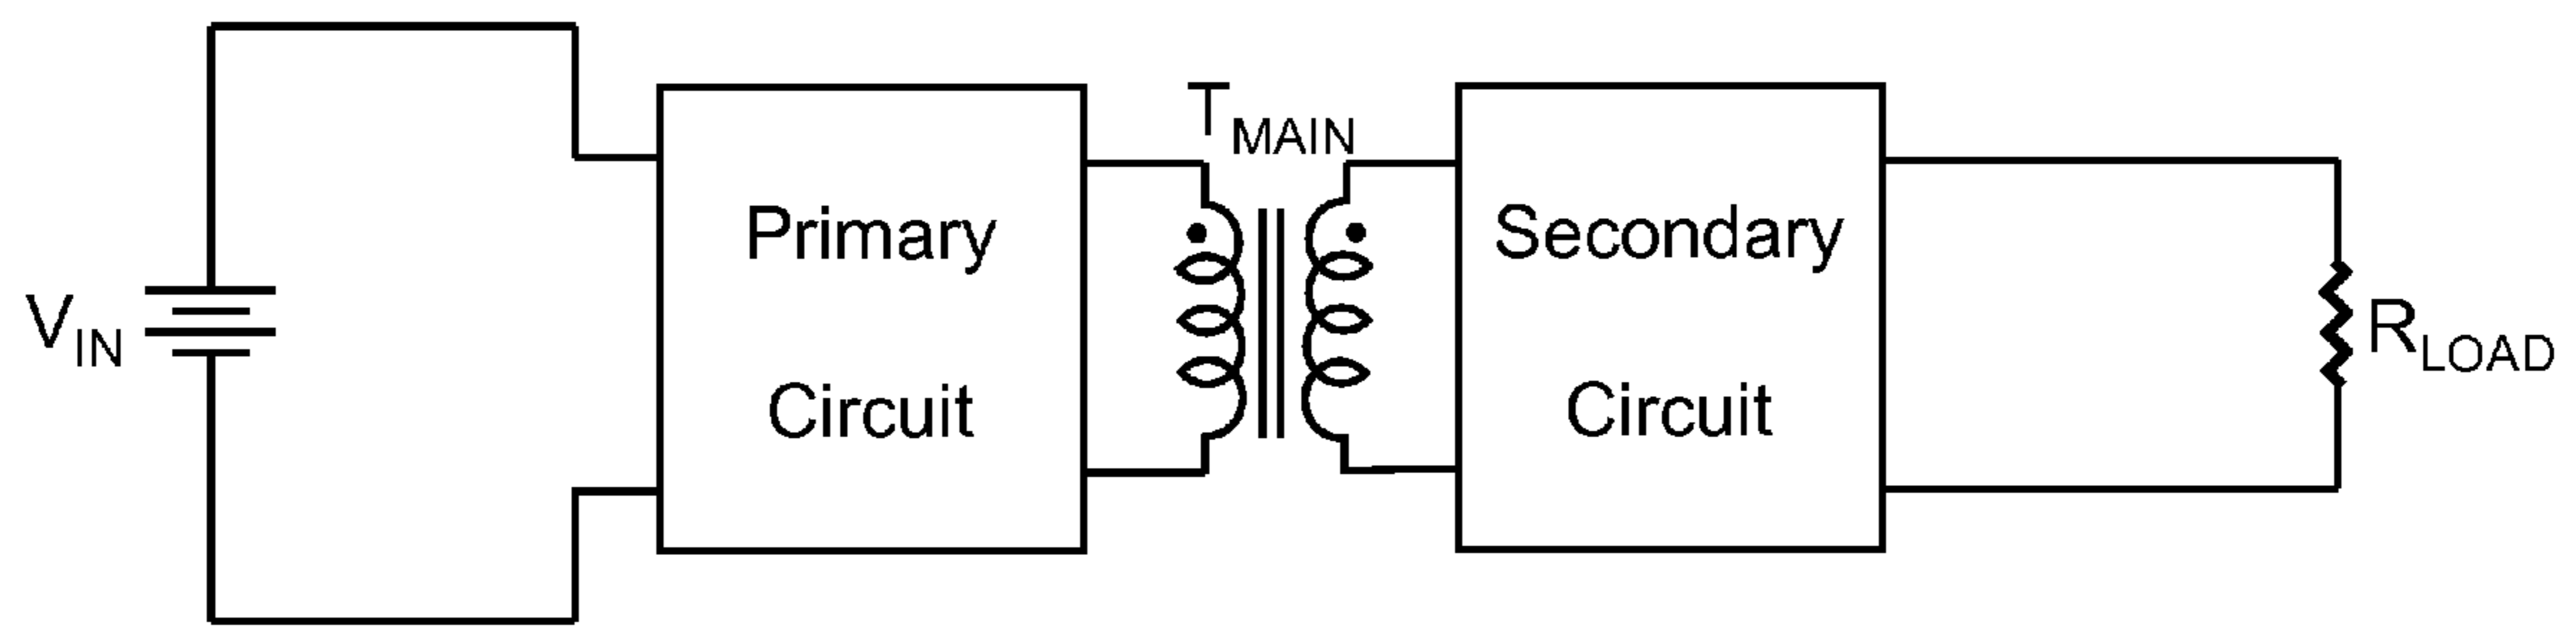 V_IN
Primary
Circuit
T_MAIN
Secondary
Circuit
R_LOAD